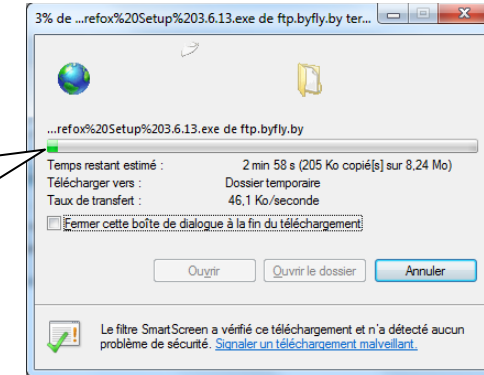 3% de ...refox%20Setup%203.6.13.exe de ftp.byfly.by ter...
...refox%20Setup%203.6.13.exe de ftp.byfly.by
Temps restant estimé : 2 min 58 s (205 Ko copié[s] sur 8,24 Mo)
Télécharger vers : Dossier temporaire
Taux de transfert : 46,1 Ko/seconde
Fermer cette boîte de dialogue à la fin du téléchargement
Ouvrir Ouvrir le dossier Annuler
Le filtre SmartScreen a vérifié ce téléchargement et n'a détecté aucun
problème de sécurité. Signaler un téléchargement malveillant.